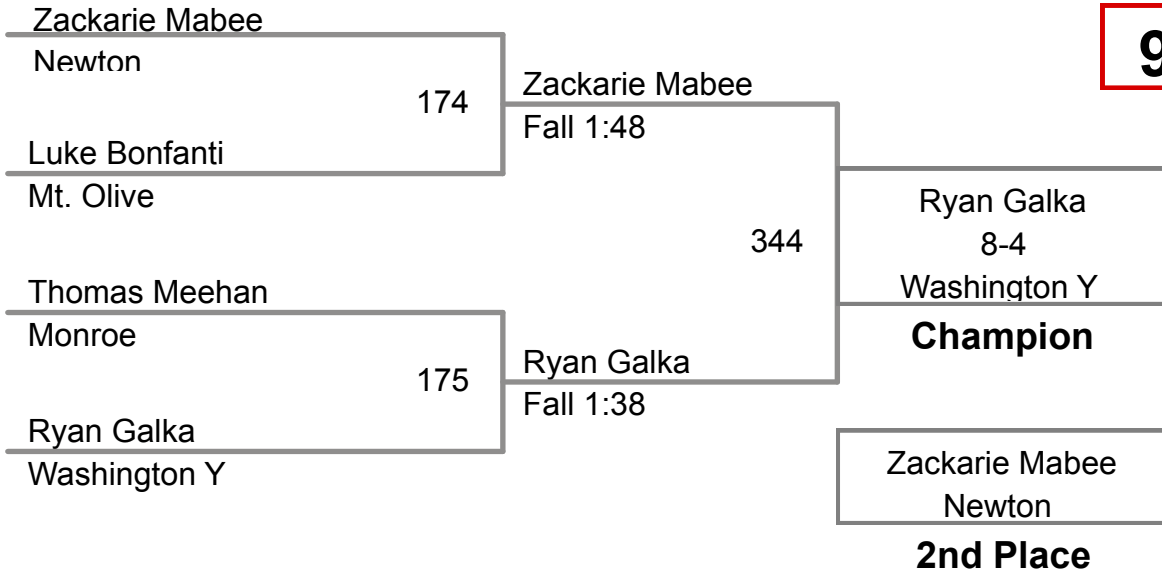 Zackarie Mabee
Newton
174
Luke Bonfanti
Mt. Olive
Zackarie Mabee
Fall 1:48
Thomas Meehan
Monroe
175
Ryan Galka
Washington Y
Ryan Galka
Fall 1:38
344
9
Ryan Galka
8-4
Washington Y
Champion
Zackarie Mabee
Newton
2nd Place